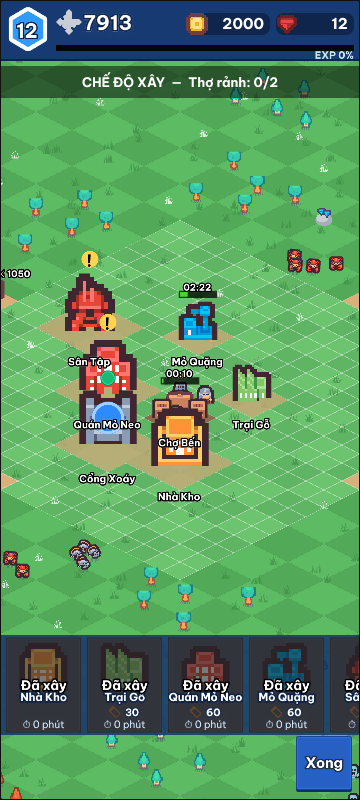 12
7913
2000
12
EXP 0%
CHẾ ĐỘ XÂY – Thợ rảnh: 0/2
1050
02:22
Sân Tập
Mỏ Quặng
00:10
Quán Mỏ Neo
Chợ Bến
Trại Gỗ
Cổng Xoáy
Nhà Kho
Đã xây
Nhà Kho
0 phút
Đã xây
Trại Gỗ
30
0 phút
Đã xây
Quán Mỏ Neo
60
0 phút
Đã xây
Mỏ Quặng
60
0 phút
Xong